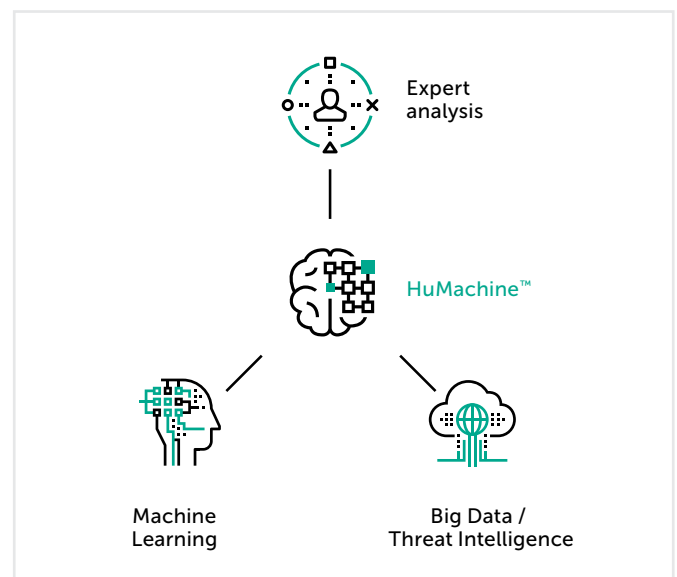 Expert
analysis
HuMachine™
Machine
Learning
Big Data /
Threat Intelligence